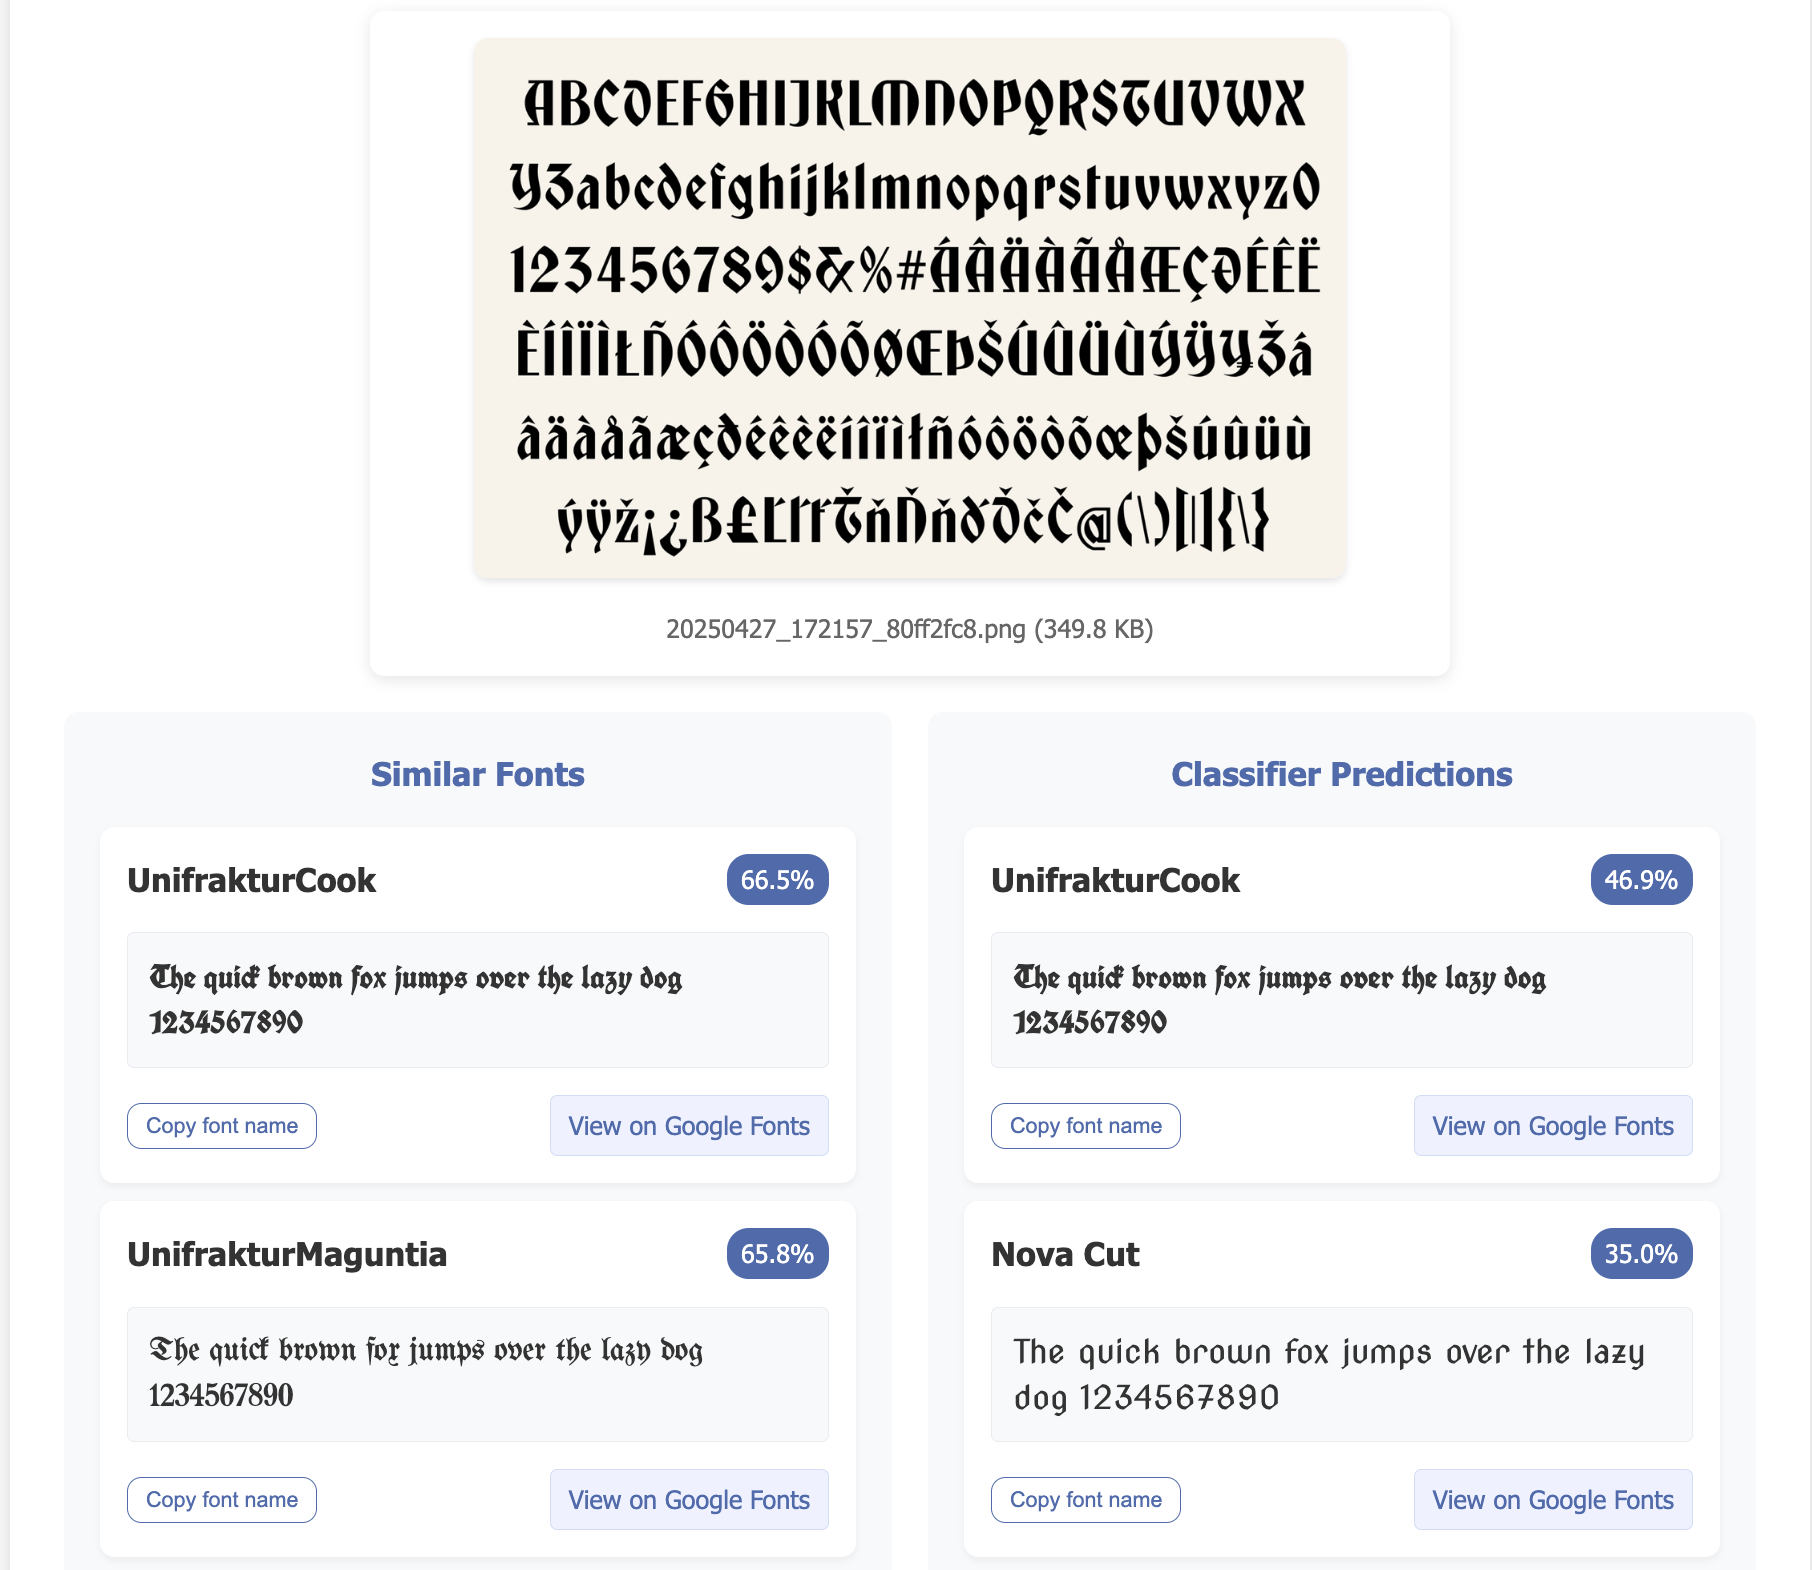 ABCDEFGHIJKLMNOPQRSTUVWX
YZabcdefghijklmnopqrstuvwxyz0
123456789$&%#ÁÂÄÀÃÅÆÇÐÉÊË
ÈÍÎÏÌŁÑÓÔÖÒÓÕØŒÞŠÚÛÜÙÝŸ¥Žá
âäàåãæçðéêèëíîïìłñóôöòõœþšúûüù
ýÿž¡¿ß£ĽľťŤňĎňďĎčČ@(\)[|]{\}
20250427_172157_80ff2fc8.png (349.8 KB)
Similar Fonts
UnifrakturCook
66.5%
The quick brown fox jumps over the lazy dog
1234567890
Copy font name
View on Google Fonts
UnifrakturMaguntia
65.8%
The quick brown fox jumps over the lazy dog
1234567890
Copy font name
View on Google Fonts
Classifier Predictions
UnifrakturCook
46.9%
The quick brown fox jumps over the lazy dog
1234567890
Copy font name
View on Google Fonts
Nova Cut
35.0%
The quick brown fox jumps over the lazy
dog 1234567890
Copy font name
View on Google Fonts